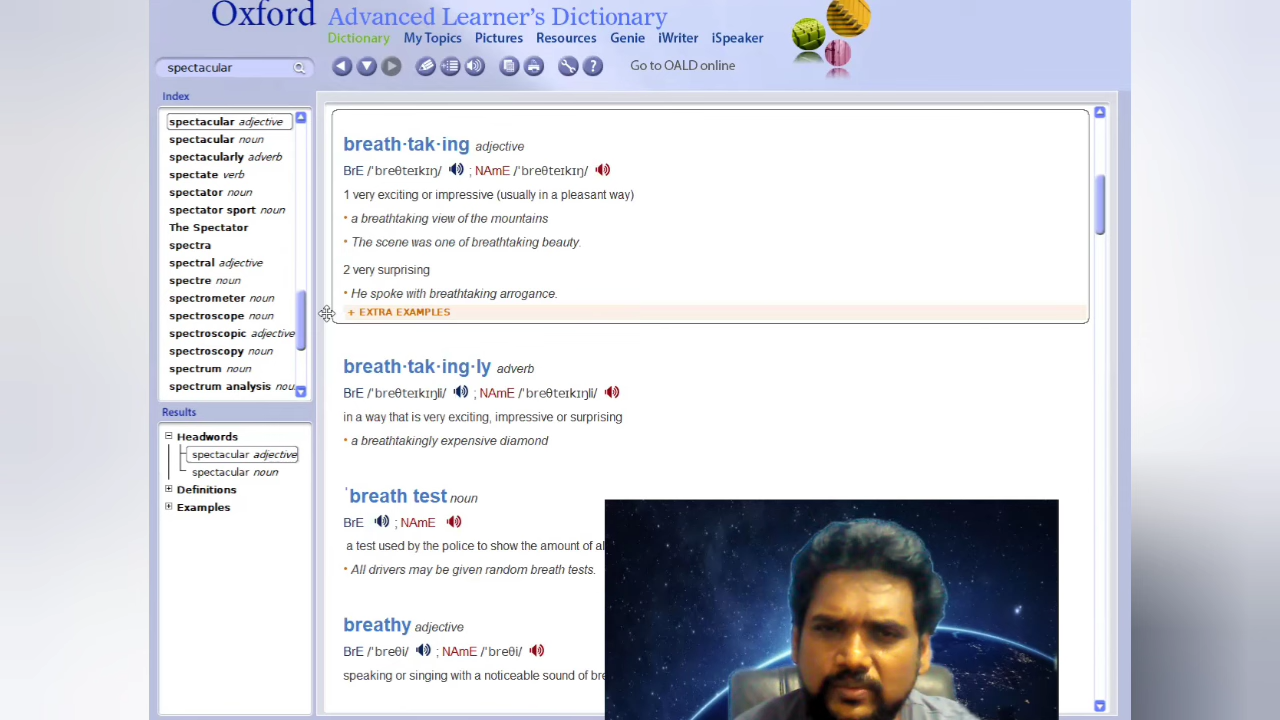 Oxford Advanced Learner's Dictionary
Dictionary My Topics Pictures Resources Genie iWriter iSpeaker
spectacular
Go to OALD online
Index
spectacular adjective
spectacular noun
spectacularly adverb
spectate verb
spectator noun
spectator sport noun
The Spectator
spectra
spectral adjective
spectre noun
spectrometer noun
spectroscope noun
spectroscopic adjective
spectroscopy noun
spectrum noun
spectrum analysis nou
Results
Headwords
spectacular adjective
spectacular noun
Definitions
Examples
breath·tak·ing adjective
BrE /ˈbreθteɪkɪŋ/ ; NAmE /ˈbreθteɪkɪŋ/
1 very exciting or impressive (usually in a pleasant way)
• a breathtaking view of the mountains
• The scene was one of breathtaking beauty.
2 very surprising
• He spoke with breathtaking arrogance.
+ EXTRA EXAMPLES
breath·tak·ing·ly adverb
BrE /ˈbreθteɪkɪŋli/ ; NAmE /ˈbreθteɪkɪŋli/
in a way that is very exciting, impressive or surprising
• a breathtakingly expensive diamond
ˈbreath test noun
BrE ; NAmE
a test used by the police to show the amount of al
• All drivers may be given random breath tests.
breathy adjective
BrE /ˈbreθi/ ; NAmE /ˈbreθi/
speaking or singing with a noticeable sound of bre